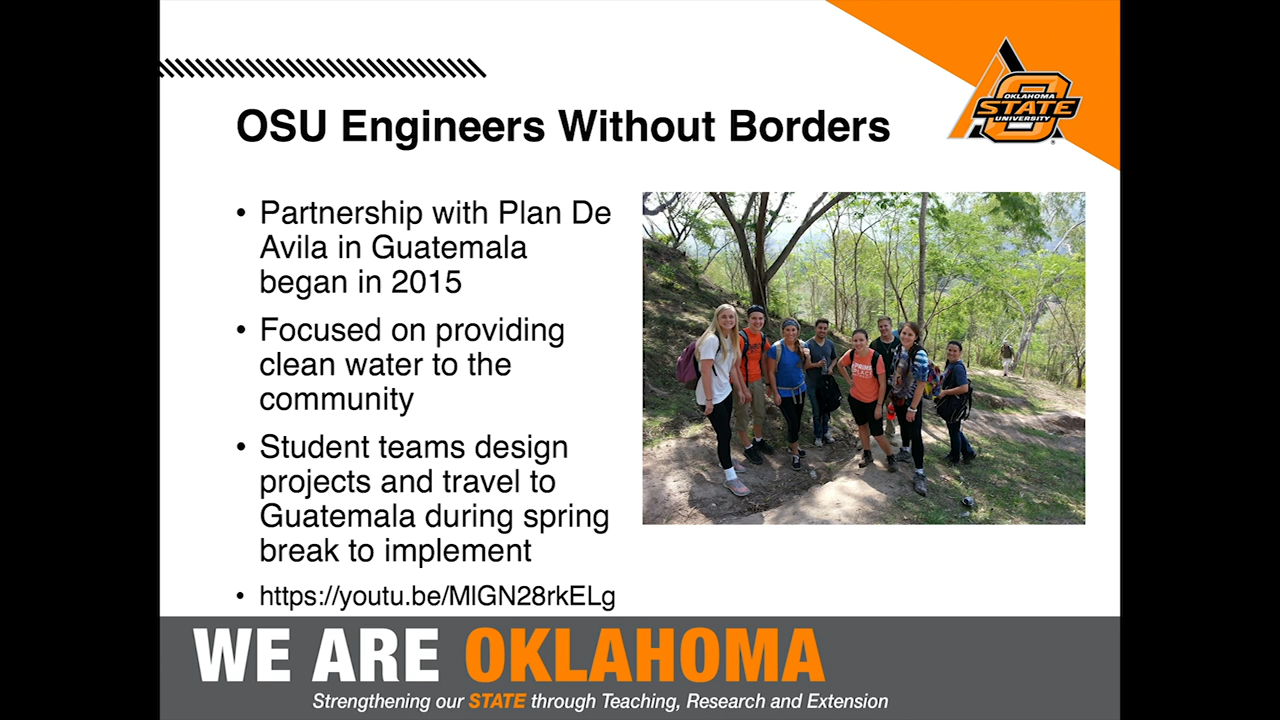 OKLAHOMA
STATE
UNIVERSITY
OSU Engineers Without Borders
• Partnership with Plan De
Avila in Guatemala
began in 2015
• Focused on providing
clean water to the
community
• Student teams design
projects and travel to
Guatemala during spring
break to implement
• https://youtu.be/MlGN28rkELg
WE ARE OKLAHOMA
Strengthening our STATE through Teaching, Research and Extension